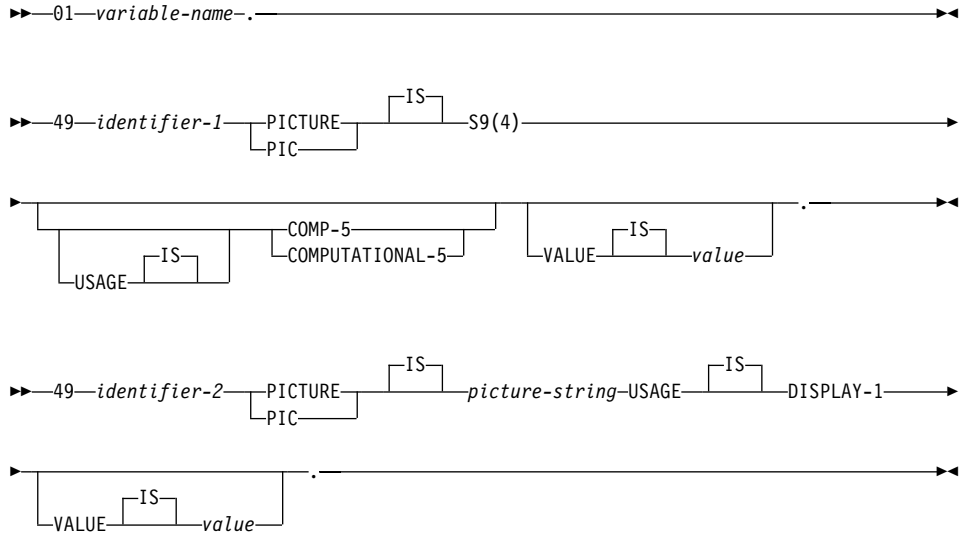 01 variable-name .
IS
49 identifier-1 PICTURE S9(4)
PIC
COMP-5 .
IS COMPUTATIONAL-5 VALUE IS value
USAGE
IS IS
49 identifier-2 PICTURE picture-string USAGE DISPLAY-1
PIC
.
IS
VALUE value